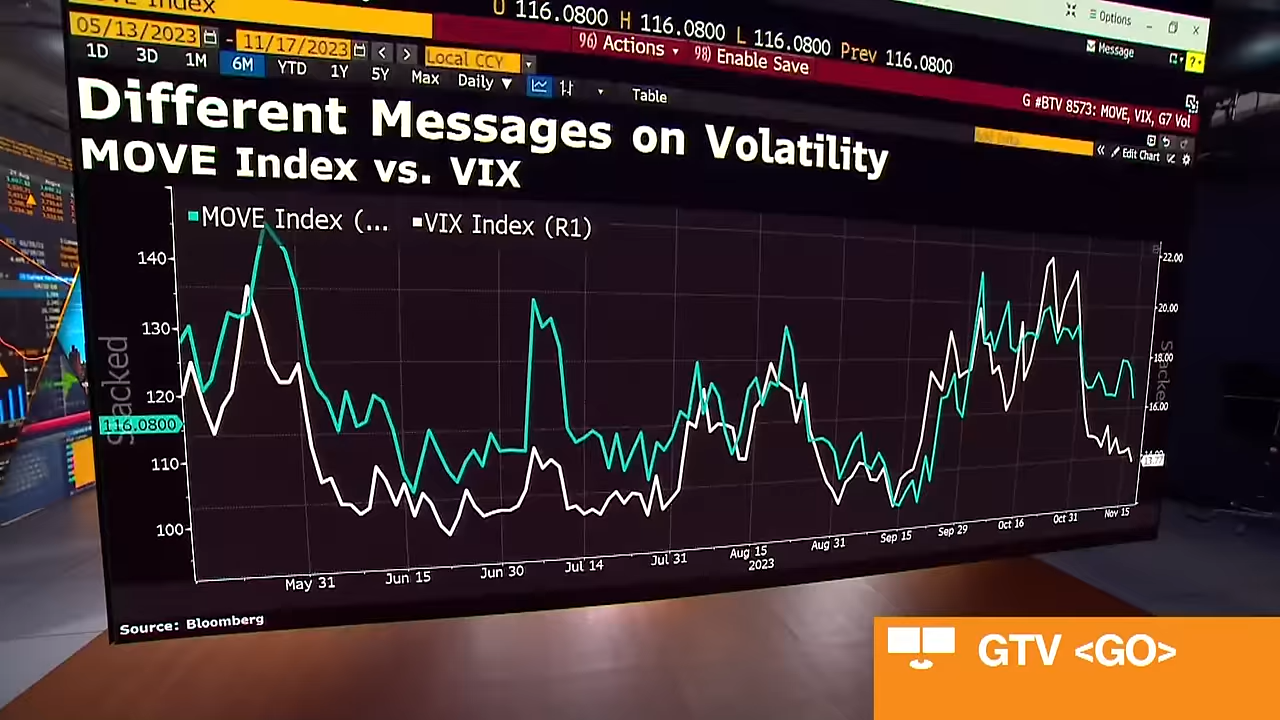 Index
O 116.0800 H 116.0800 L 116.0800 Prev 116.0800
Options
05/13/2023 - 11/17/2023 < > Local CCY
96) Actions 98) Enable Save
Message
1D 3D 1M 6M YTD 1Y 5Y Max Daily ▼ Table
G #BTV 8573: MOVE, VIX, G7 Vol
« Edit Chart
Different Messages on Volatility
MOVE Index vs. VIX
MOVE Index (...
VIX Index (R1)
140
130
120
116.0800
110
100
22.00
20.00
18.00
16.00
13.77
May 31
Jun 15
Jun 30
Jul 14
Jul 31
Aug 15
Aug 31
Sep 15
Sep 29
Oct 16
Oct 31
Nov 15
2023
Source: Bloomberg
GTV <GO>